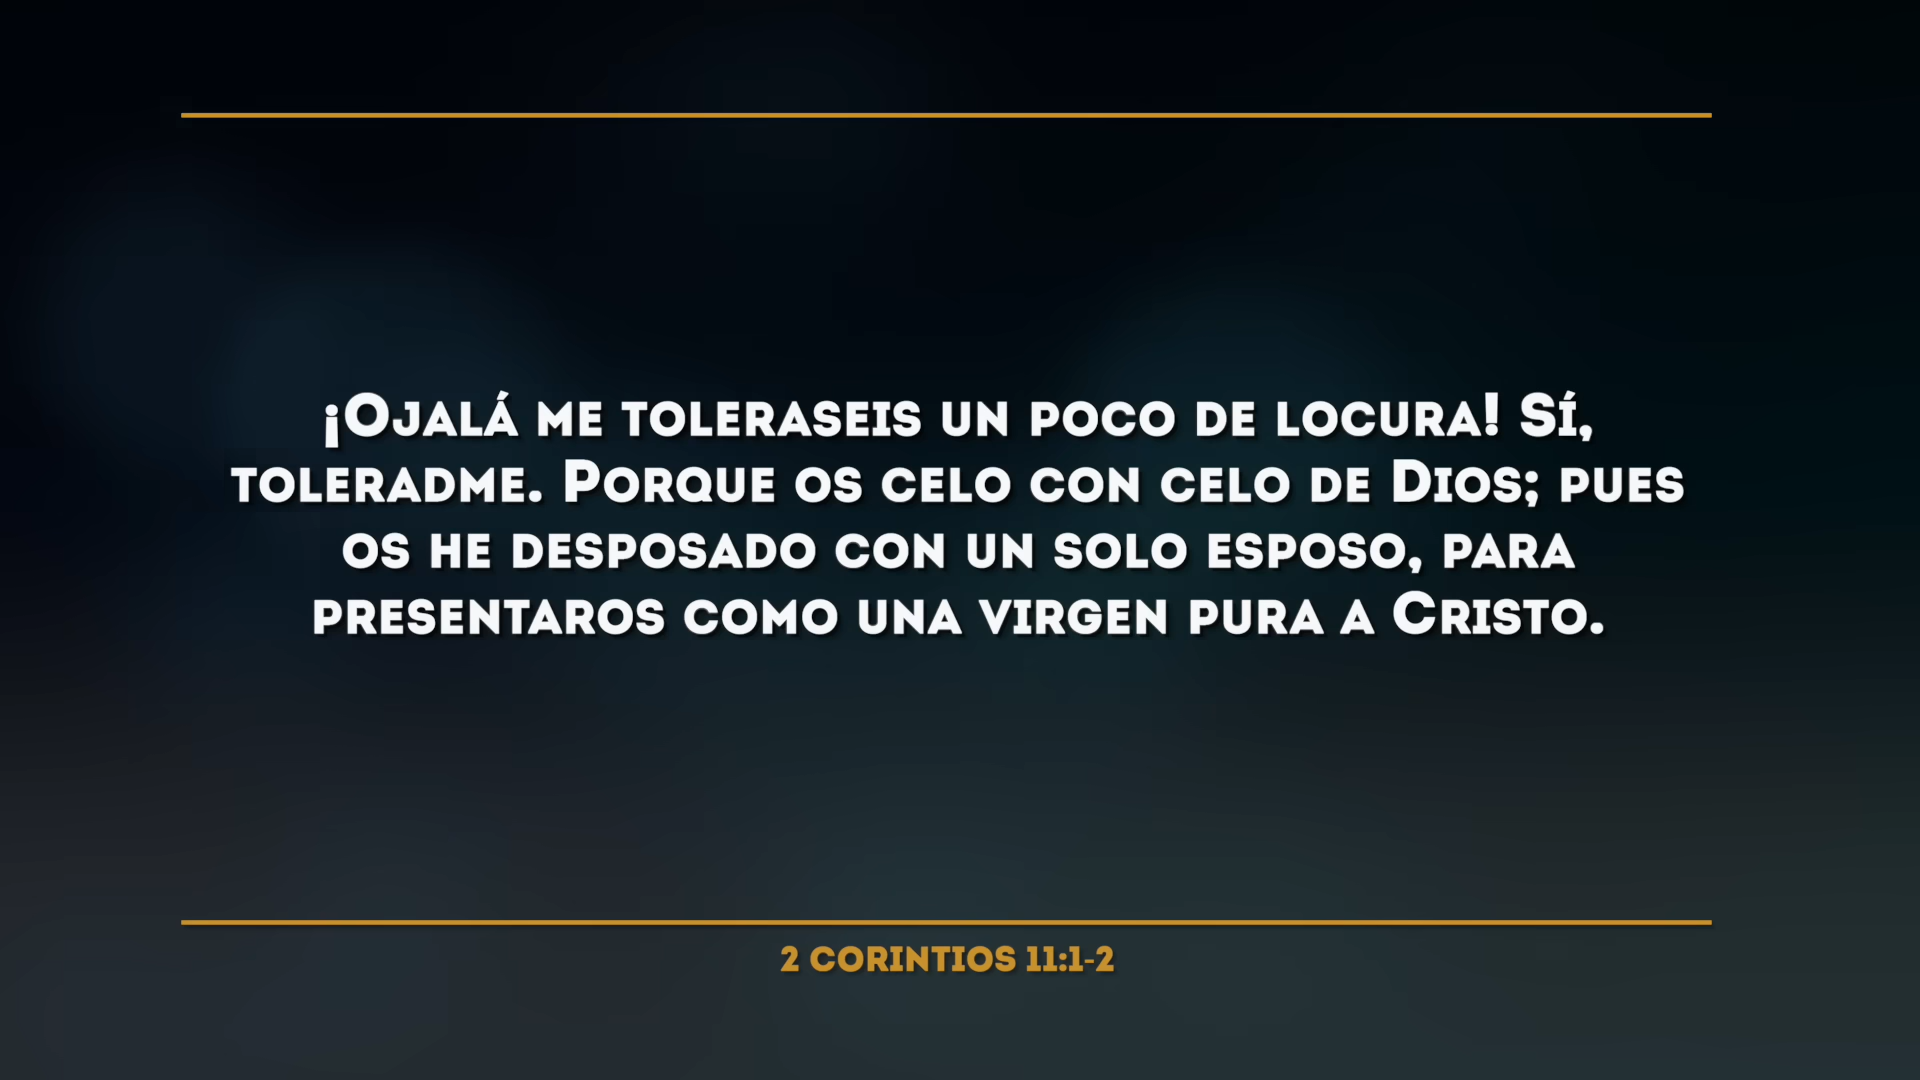 ¡Ojalá me toleraseis un poco de locura! Sí,
toleradme. Porque os celo con celo de Dios; pues
os he desposado con un solo esposo, para
presentaros como una virgen pura a Cristo.
2 CORINTIOS 11:1-2